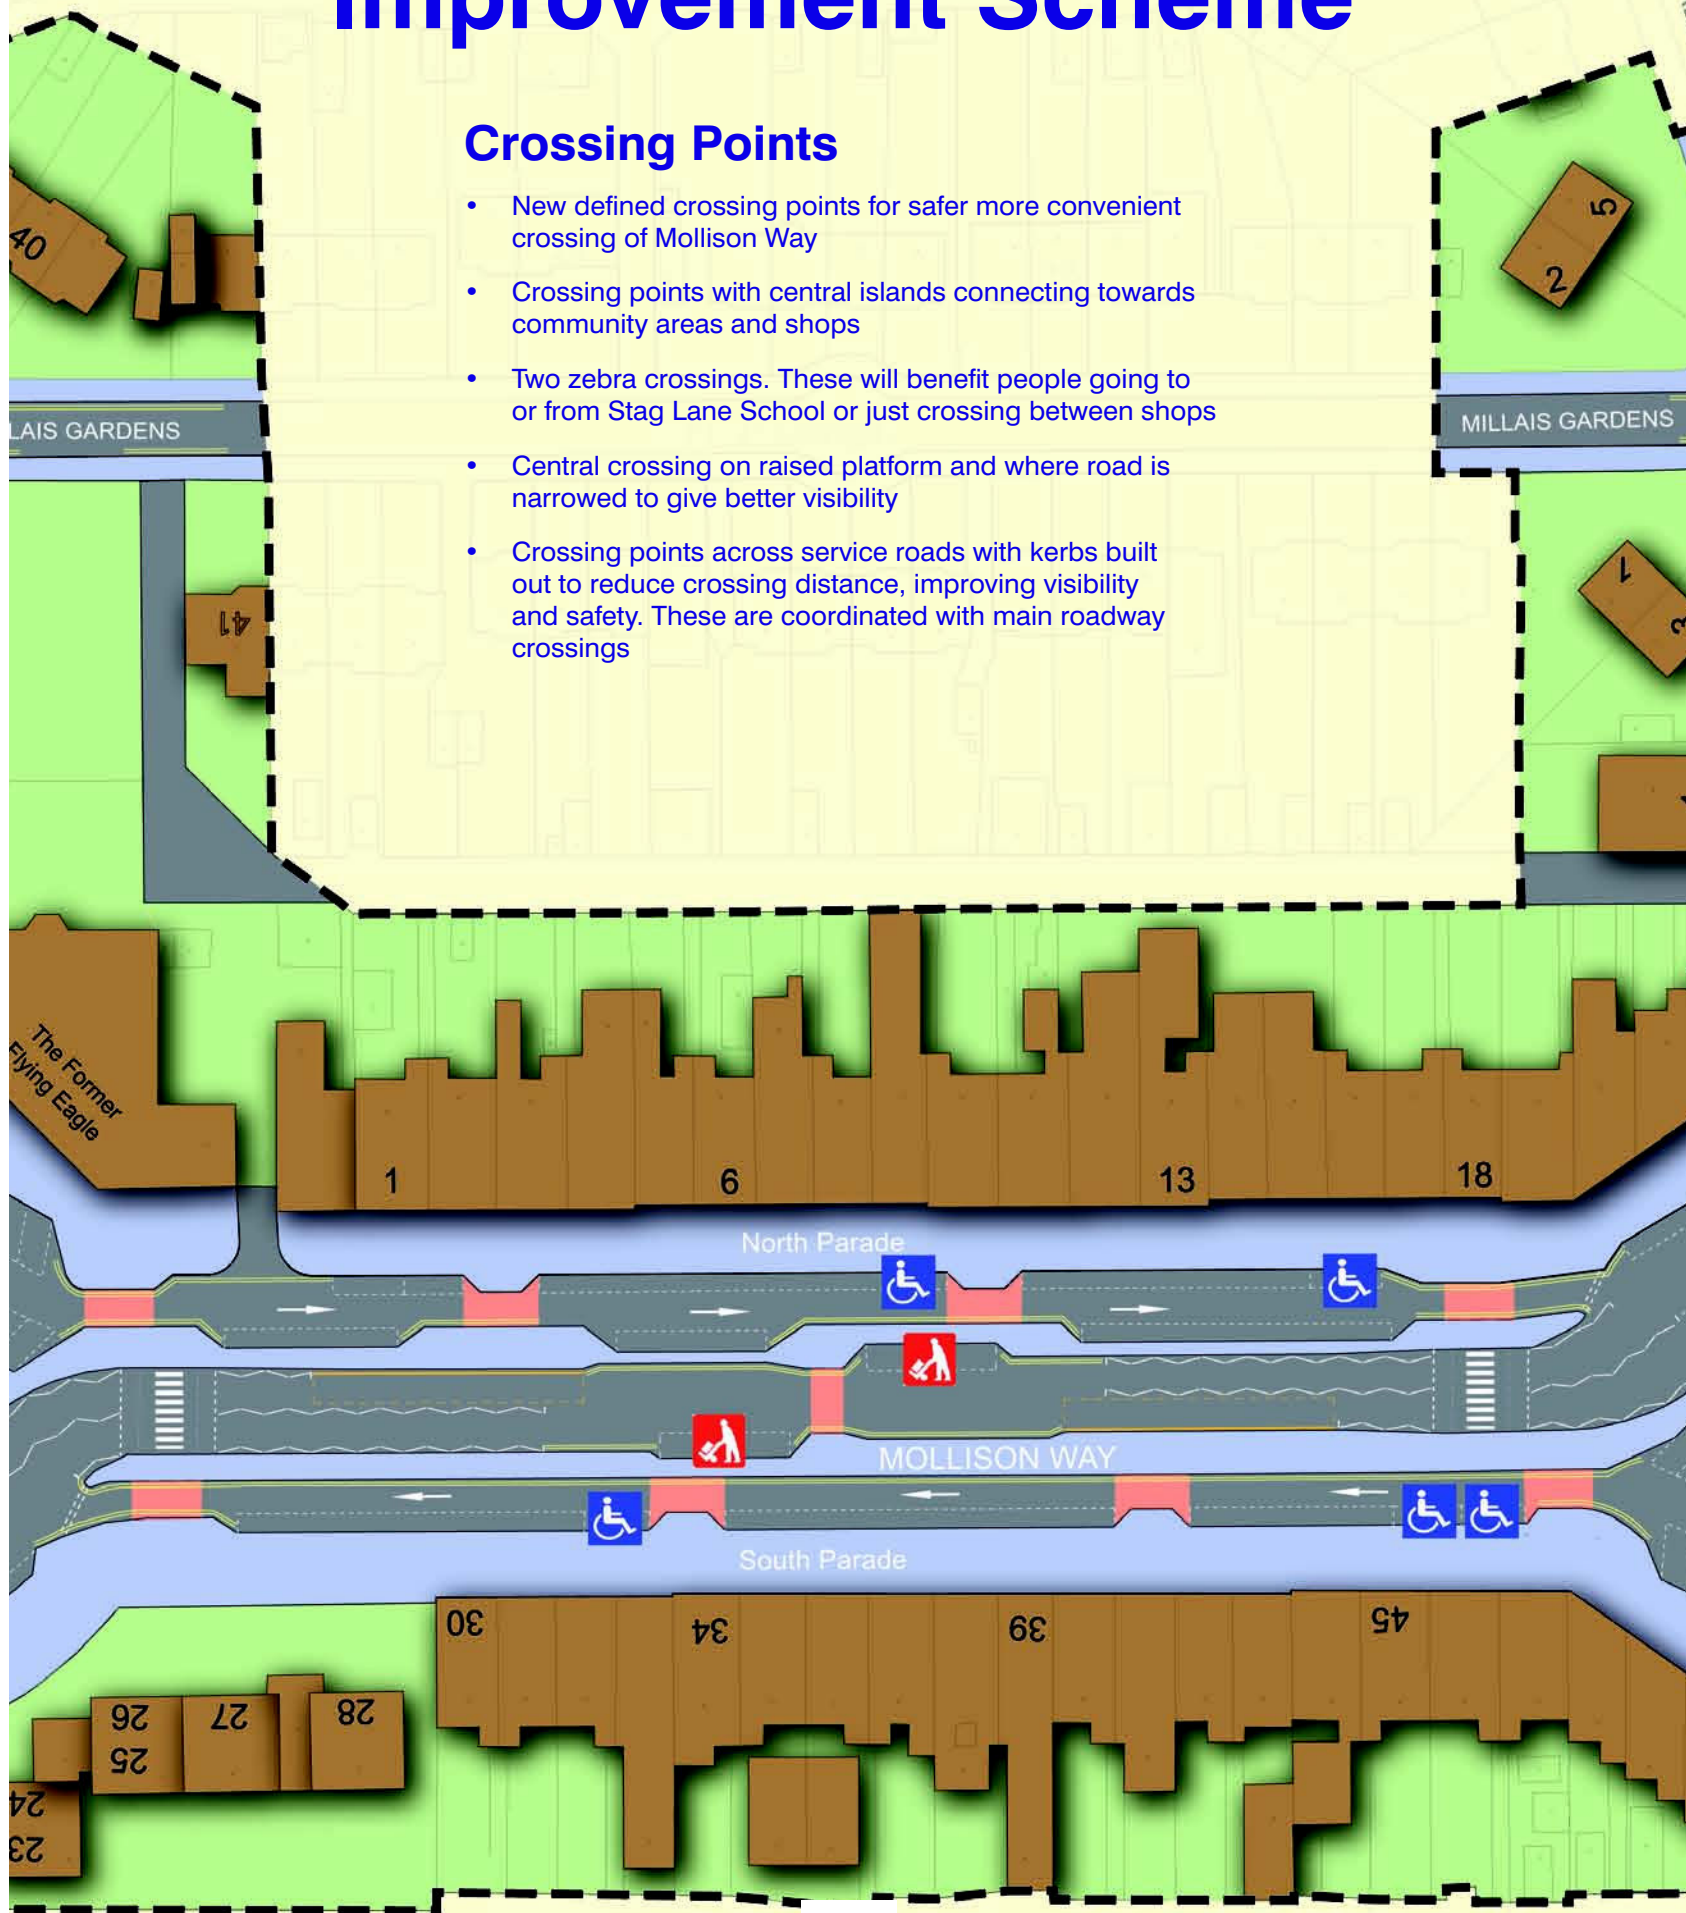 Improvement Scheme
Crossing Points
• New defined crossing points for safer more convenient
crossing of Mollison Way
• Crossing points with central islands connecting towards
community areas and shops
• Two zebra crossings. These will benefit people going to
or from Stag Lane School or just crossing between shops
• Central crossing on raised platform and where road is
narrowed to give better visibility
• Crossing points across service roads with kerbs built
out to reduce crossing distance, improving visibility
and safety. These are coordinated with main roadway
crossings
40
5
2
LAIS GARDENS
MILLAIS GARDENS
41
1
3
The Former
Flying Eagle
1
6
13
18
North Parade
MOLLISON WAY
South Parade
30
34
39
45
26
27
28
25
24
23